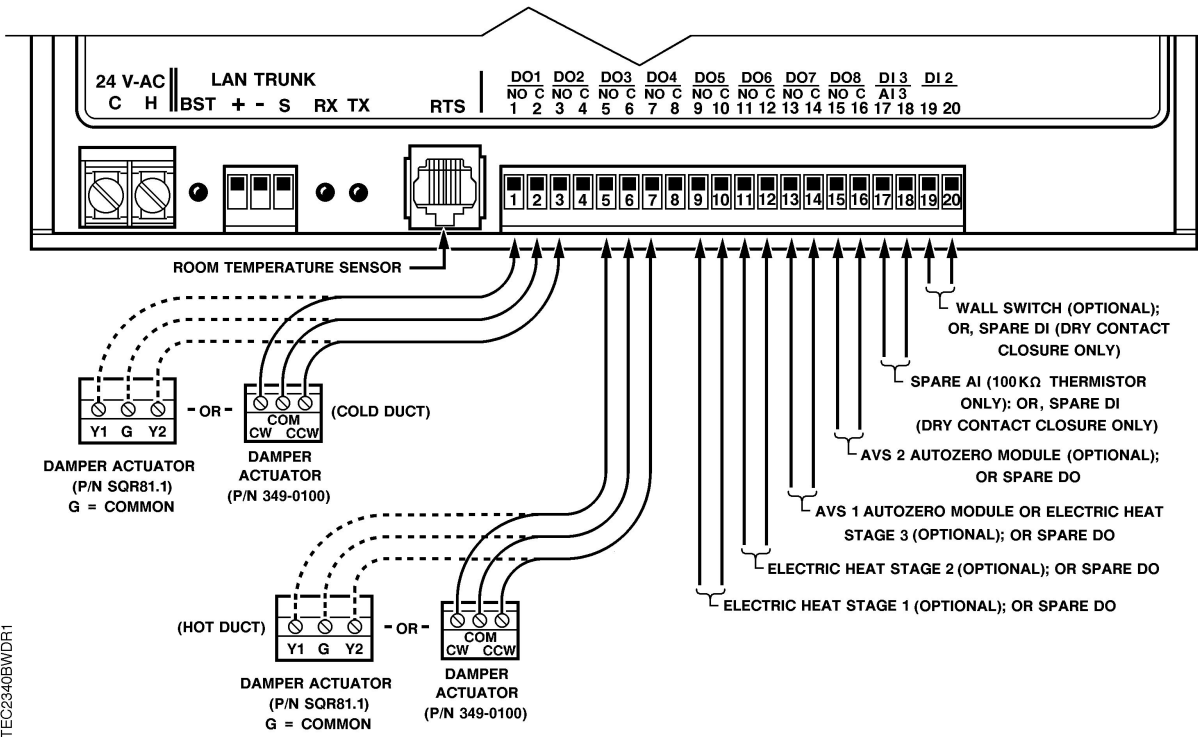 24 V-AC
C H
LAN TRUNK
BST + - S RX TX
RTS
DO1 DO2 DO3 DO4 DO5 DO6 DO7 DO8 DI 3 DI 2
NO C NO C NO C NO C NO C NO C NO C NO C AI 3
1 2 3 4 5 6 7 8 9 10 11 12 13 14 15 16 17 18 19 20
1 2 3 4 5 6 7 8 9 10 11 12 13 14 15 16 17 18 19 20
ROOM TEMPERATURE SENSOR
WALL SWITCH (OPTIONAL);
OR, SPARE DI (DRY CONTACT
CLOSURE ONLY)
SPARE AI (100KΩ THERMISTOR
ONLY): OR, SPARE DI
(DRY CONTACT CLOSURE ONLY)
AVS 2 AUTOZERO MODULE (OPTIONAL);
OR SPARE DO
AVS 1 AUTOZERO MODULE OR ELECTRIC HEAT
STAGE 3 (OPTIONAL); OR SPARE DO
ELECTRIC HEAT STAGE 2 (OPTIONAL); OR SPARE DO
ELECTRIC HEAT STAGE 1 (OPTIONAL); OR SPARE DO
Y1 G Y2
- OR -
COM
CW CCW
(COLD DUCT)
DAMPER ACTUATOR
(P/N SQR81.1)
G = COMMON
DAMPER
ACTUATOR
(P/N 349-0100)
(HOT DUCT)
Y1 G Y2
- OR -
COM
CW CCW
DAMPER ACTUATOR
(P/N SQR81.1)
G = COMMON
DAMPER
ACTUATOR
(P/N 349-0100)
TEC2340BWDR1